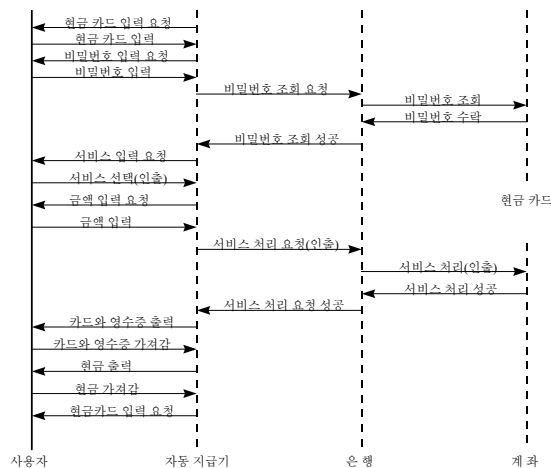 현금 카드 입력 요청
현금 카드 입력
비밀번호 입력 요청
비밀번호 입력
비밀번호 조회 요청
비밀번호 조회
비밀번호 수락
비밀번호 조회 성공
서비스 입력 요청
서비스 선택(인출)
금액 입력 요청
현금 카드
금액 입력
서비스 처리 요청(인출)
서비스 처리(인출)
서비스 처리 성공
서비스 처리 요청 성공
카드와 영수증 출력
카드와 영수증 가져감
현금 출력
현금 가져감
현금카드 입력 요청
사용자 자동 지급기 은 행 계 좌